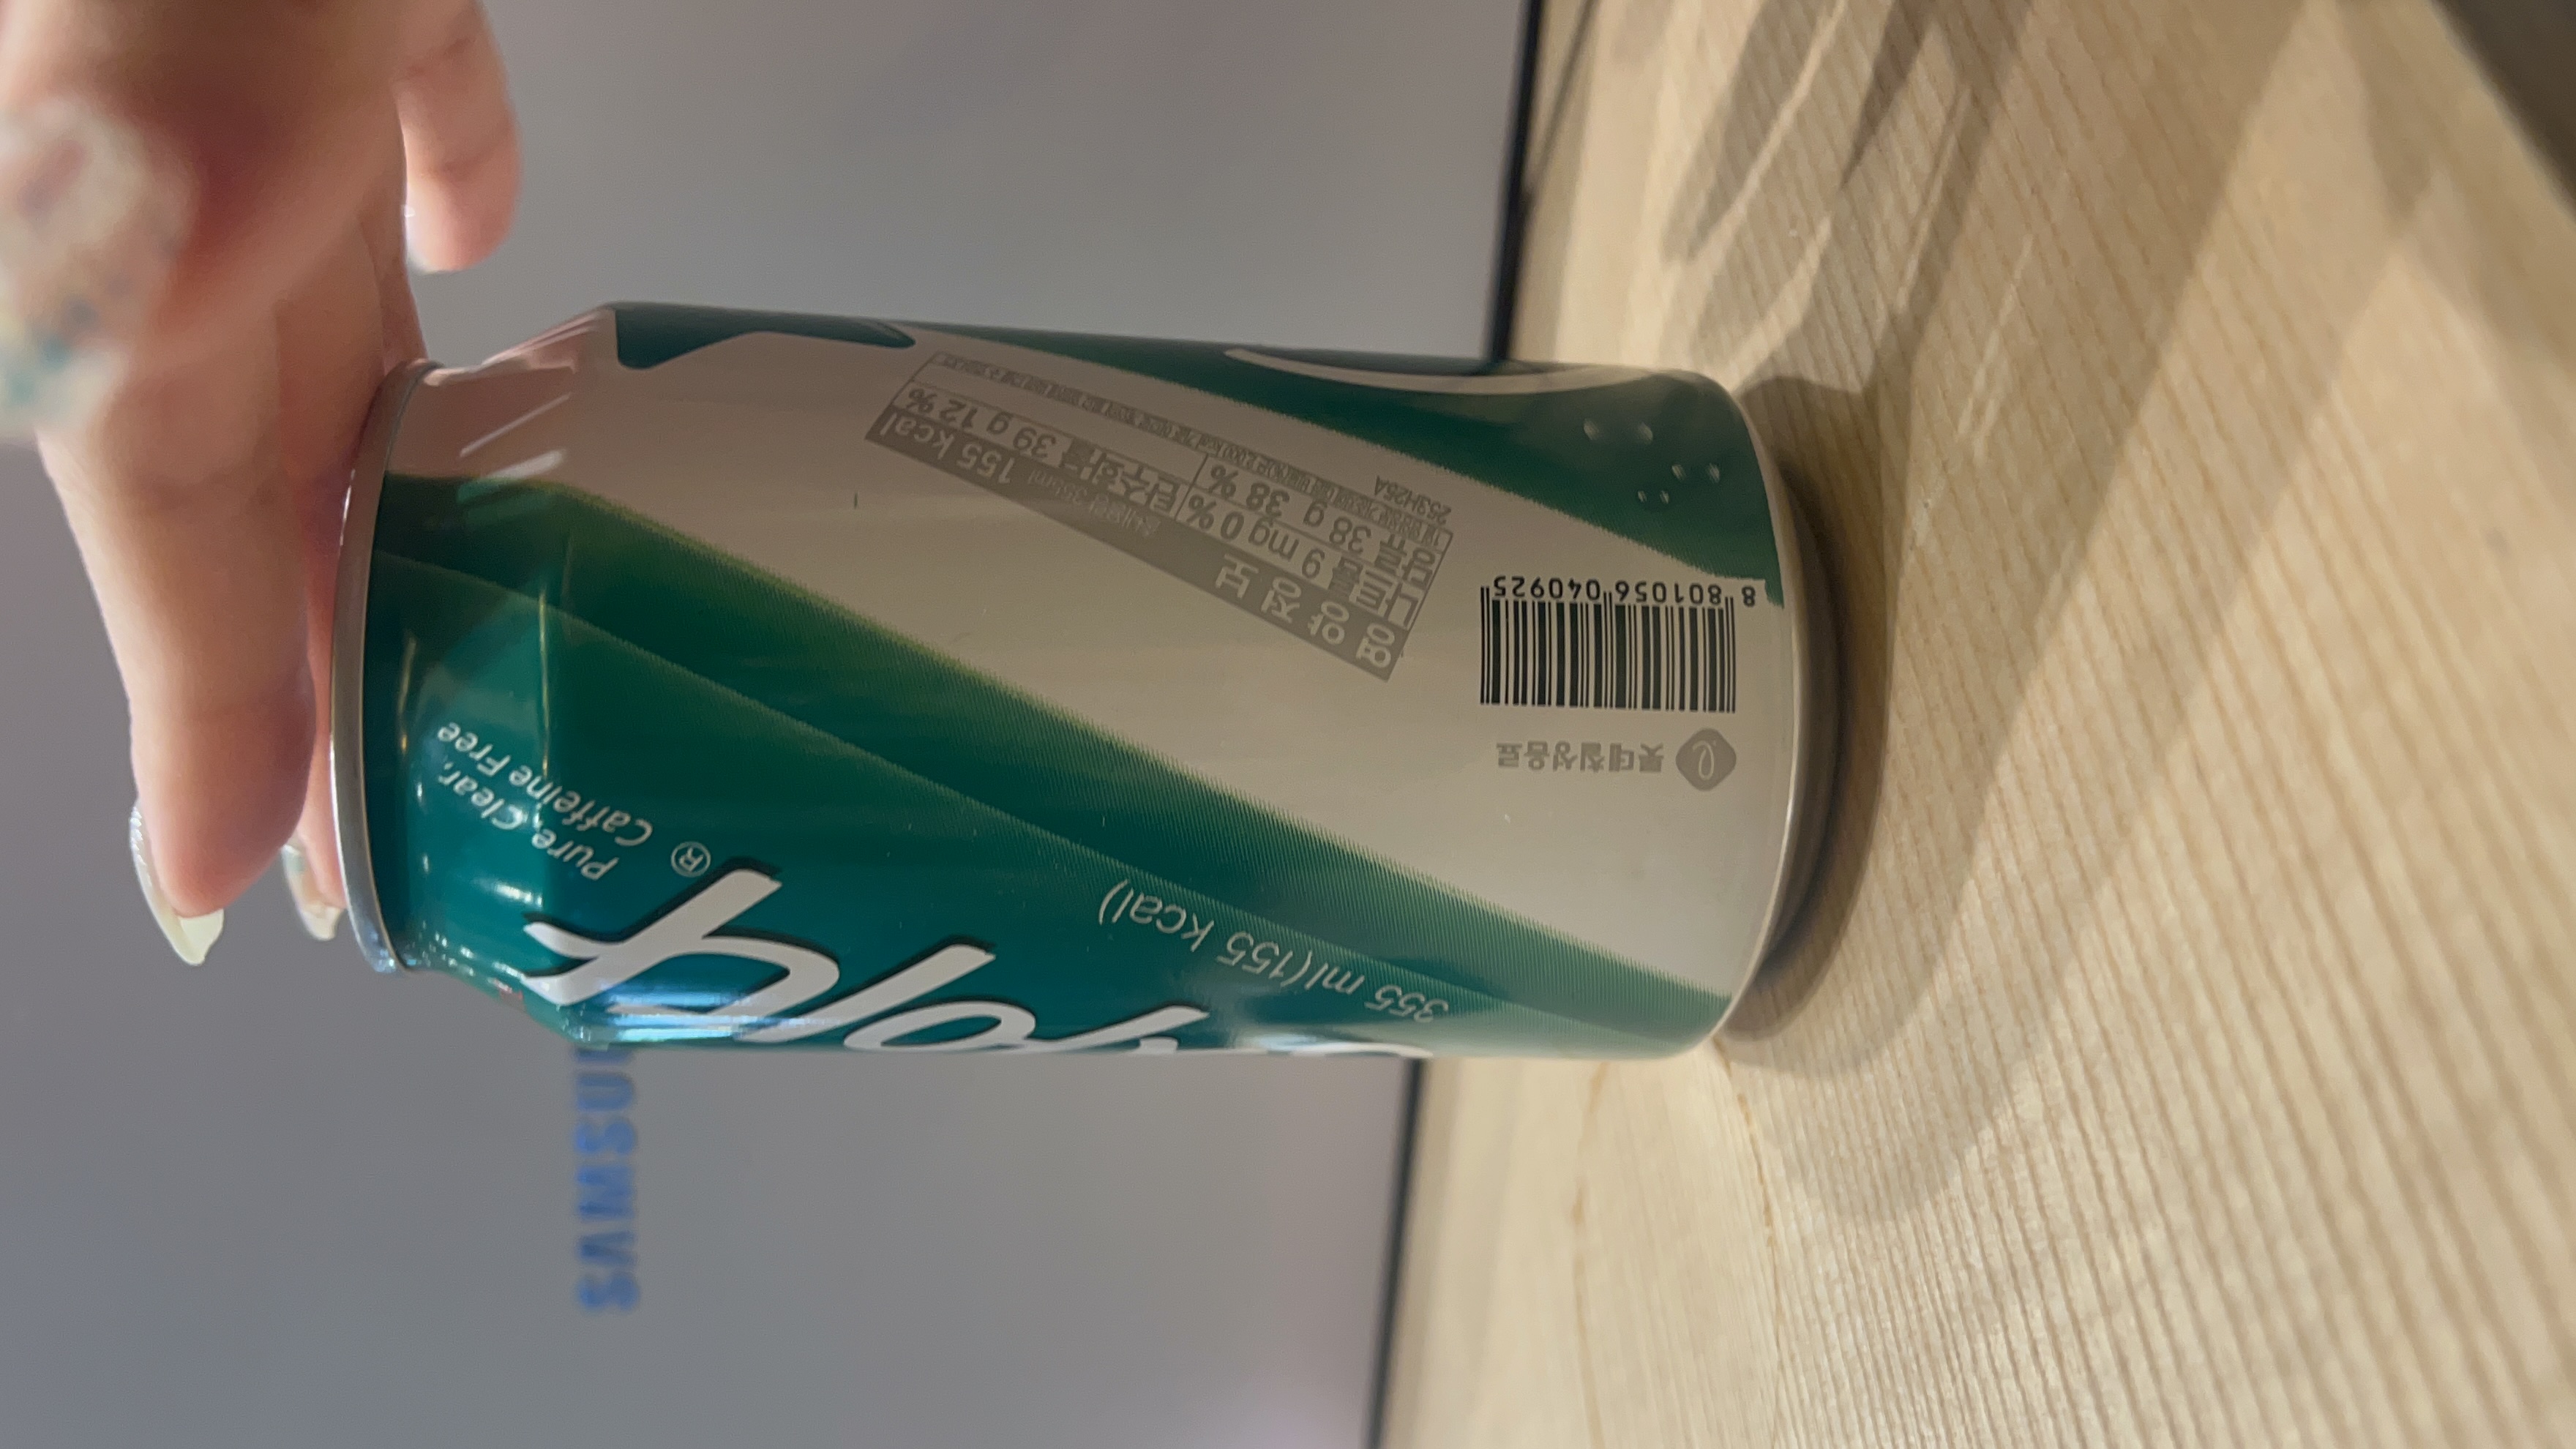 SAMSU
Pure, Clear,
Caffeine Free
®
355 ml(155 kcal)
영양정보 355ml 155 kcal
나트륨 9 mg 0 % 탄수화물 39 g 12 %
당류 38 g 38 %
253H25A
롯데칠성음료
8 801056 040925